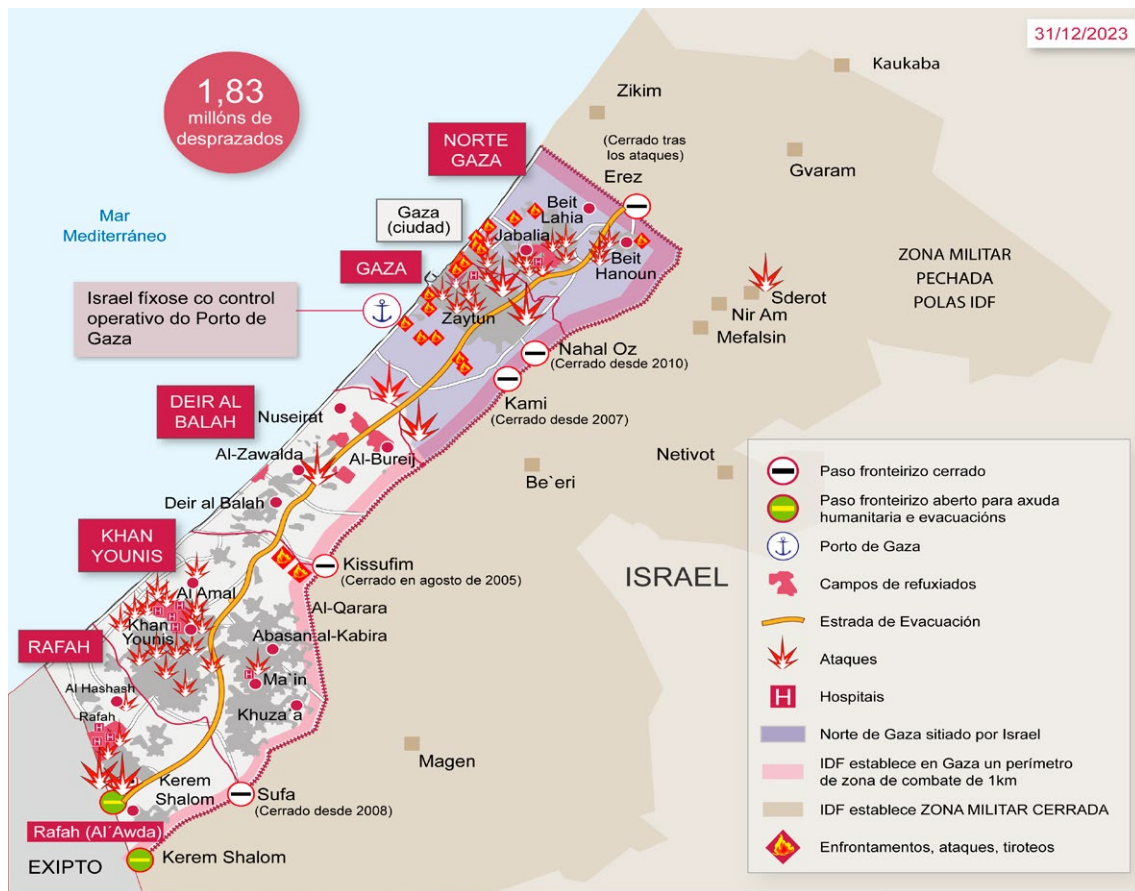 31/12/2023
1,83
millóns de
desprazados
Kaukaba
Zikim
NORTE
GAZA
(Cerrado tras
los ataques)
Erez
Gvaram
Mar
Mediterráneo
Gaza
(ciudad)
Beit
Lahia
Jabalia
Beit
Hanoun
GAZA
ZONA MILITAR
PECHADA
POLAS IDF
Israel fíxose co control
operativo do Porto de
Gaza
H
H
Zaytun
Sderot
Nir Am
Mefalsin
Nahal Oz
(Cerrado desde 2010)
Kami
(Cerrado desde 2007)
DEIR AL
BALAH
Nuseirat
Al-Zawalda
Al-Bureij
Deir al Balah
Be`eri
Netivot
KHAN
YOUNIS
Kissufim
(Cerrado en agosto de 2005)
ISRAEL
Al Amal
Al-Qarara
H
H
H
H
H
Khan
Younis
Abasan al-Kabira
RAFAH
H
Ma`in
Al Hashash
Khuza´a
Rafah
H
H
H
H
Magen
Kerem
Shalom
Sufa
(Cerrado desde 2008)
Rafah (Al´Awda)
EXIPTO
Kerem Shalom
Paso fronteirizo cerrado
Paso fronteirizo aberto para axuda
humanitaria e evacuacións
Porto de Gaza
Campos de refuxiados
Estrada de Evacuación
Ataques
H
Hospitais
Norte de Gaza sitiado por Israel
IDF establece en Gaza un perímetro
de zona de combate de 1km
IDF establece ZONA MILITAR CERRADA
Enfrontamentos, ataques, tiroteos